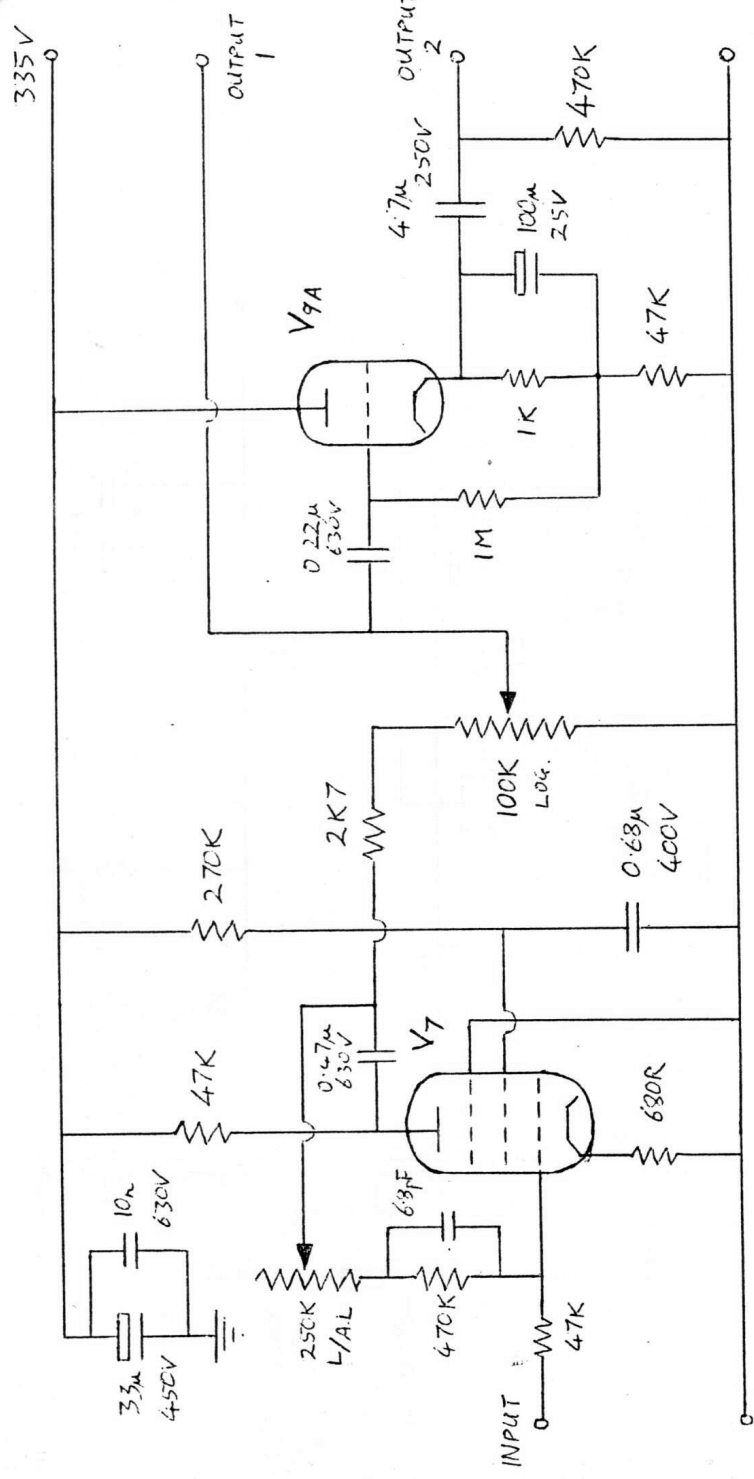 335V
OUTPUT
1
OUTPUT
2
470K
4.7μ
250V
100μ
25V
V9A
47K
1K
1M
0.22μ
630V
100K
LOG.
2K7
270K
0.68μ
400V
47K
0.47μ
630V
V7
680R
10n
630V
33μ
450V
250K
L/A.L
470K
68pF
47K
INPUT